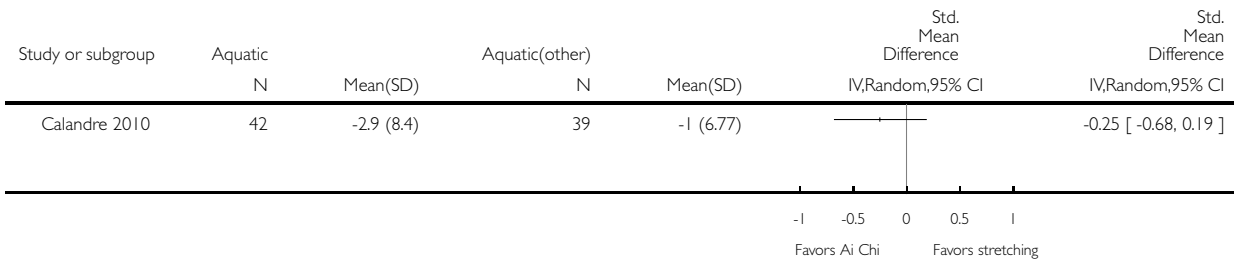 Std. Mean Difference
Std. Mean Difference
Study or subgroup Aquatic Aquatic(other)
N Mean(SD) N Mean(SD) IV,Random,95% CI IV,Random,95% CI
Calandre 2010 42 -2.9 (8.4) 39 -1 (6.77) -0.25 [ -0.68, 0.19 ]
-1 -0.5 0 0.5 1
Favors Ai Chi Favors stretching